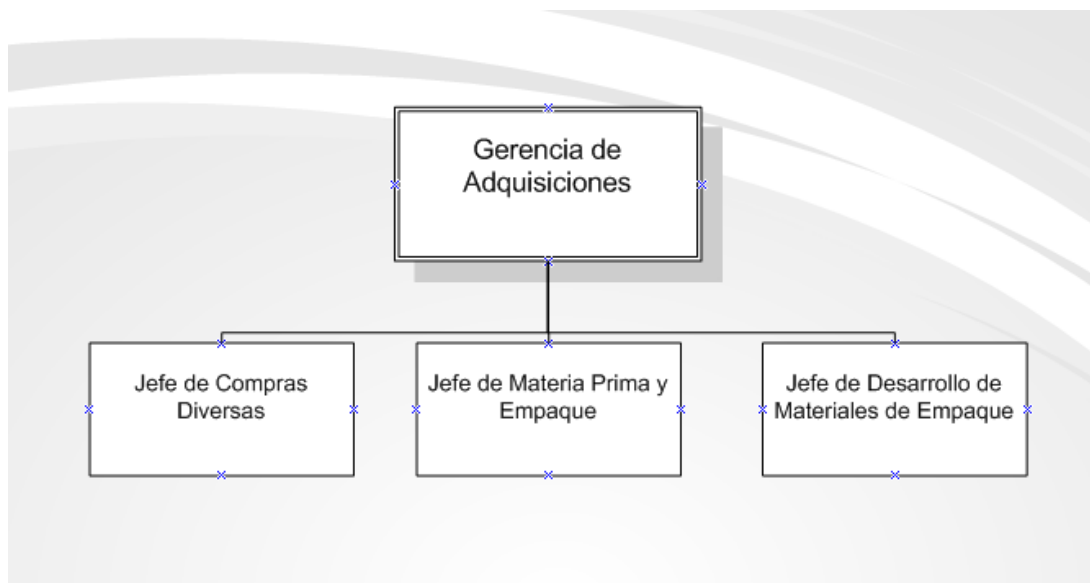 Gerencia de
Adquisiciones
Jefe de Compras
Diversas
Jefe de Materia Prima y
Empaque
Jefe de Desarrollo de
Materiales de Empaque